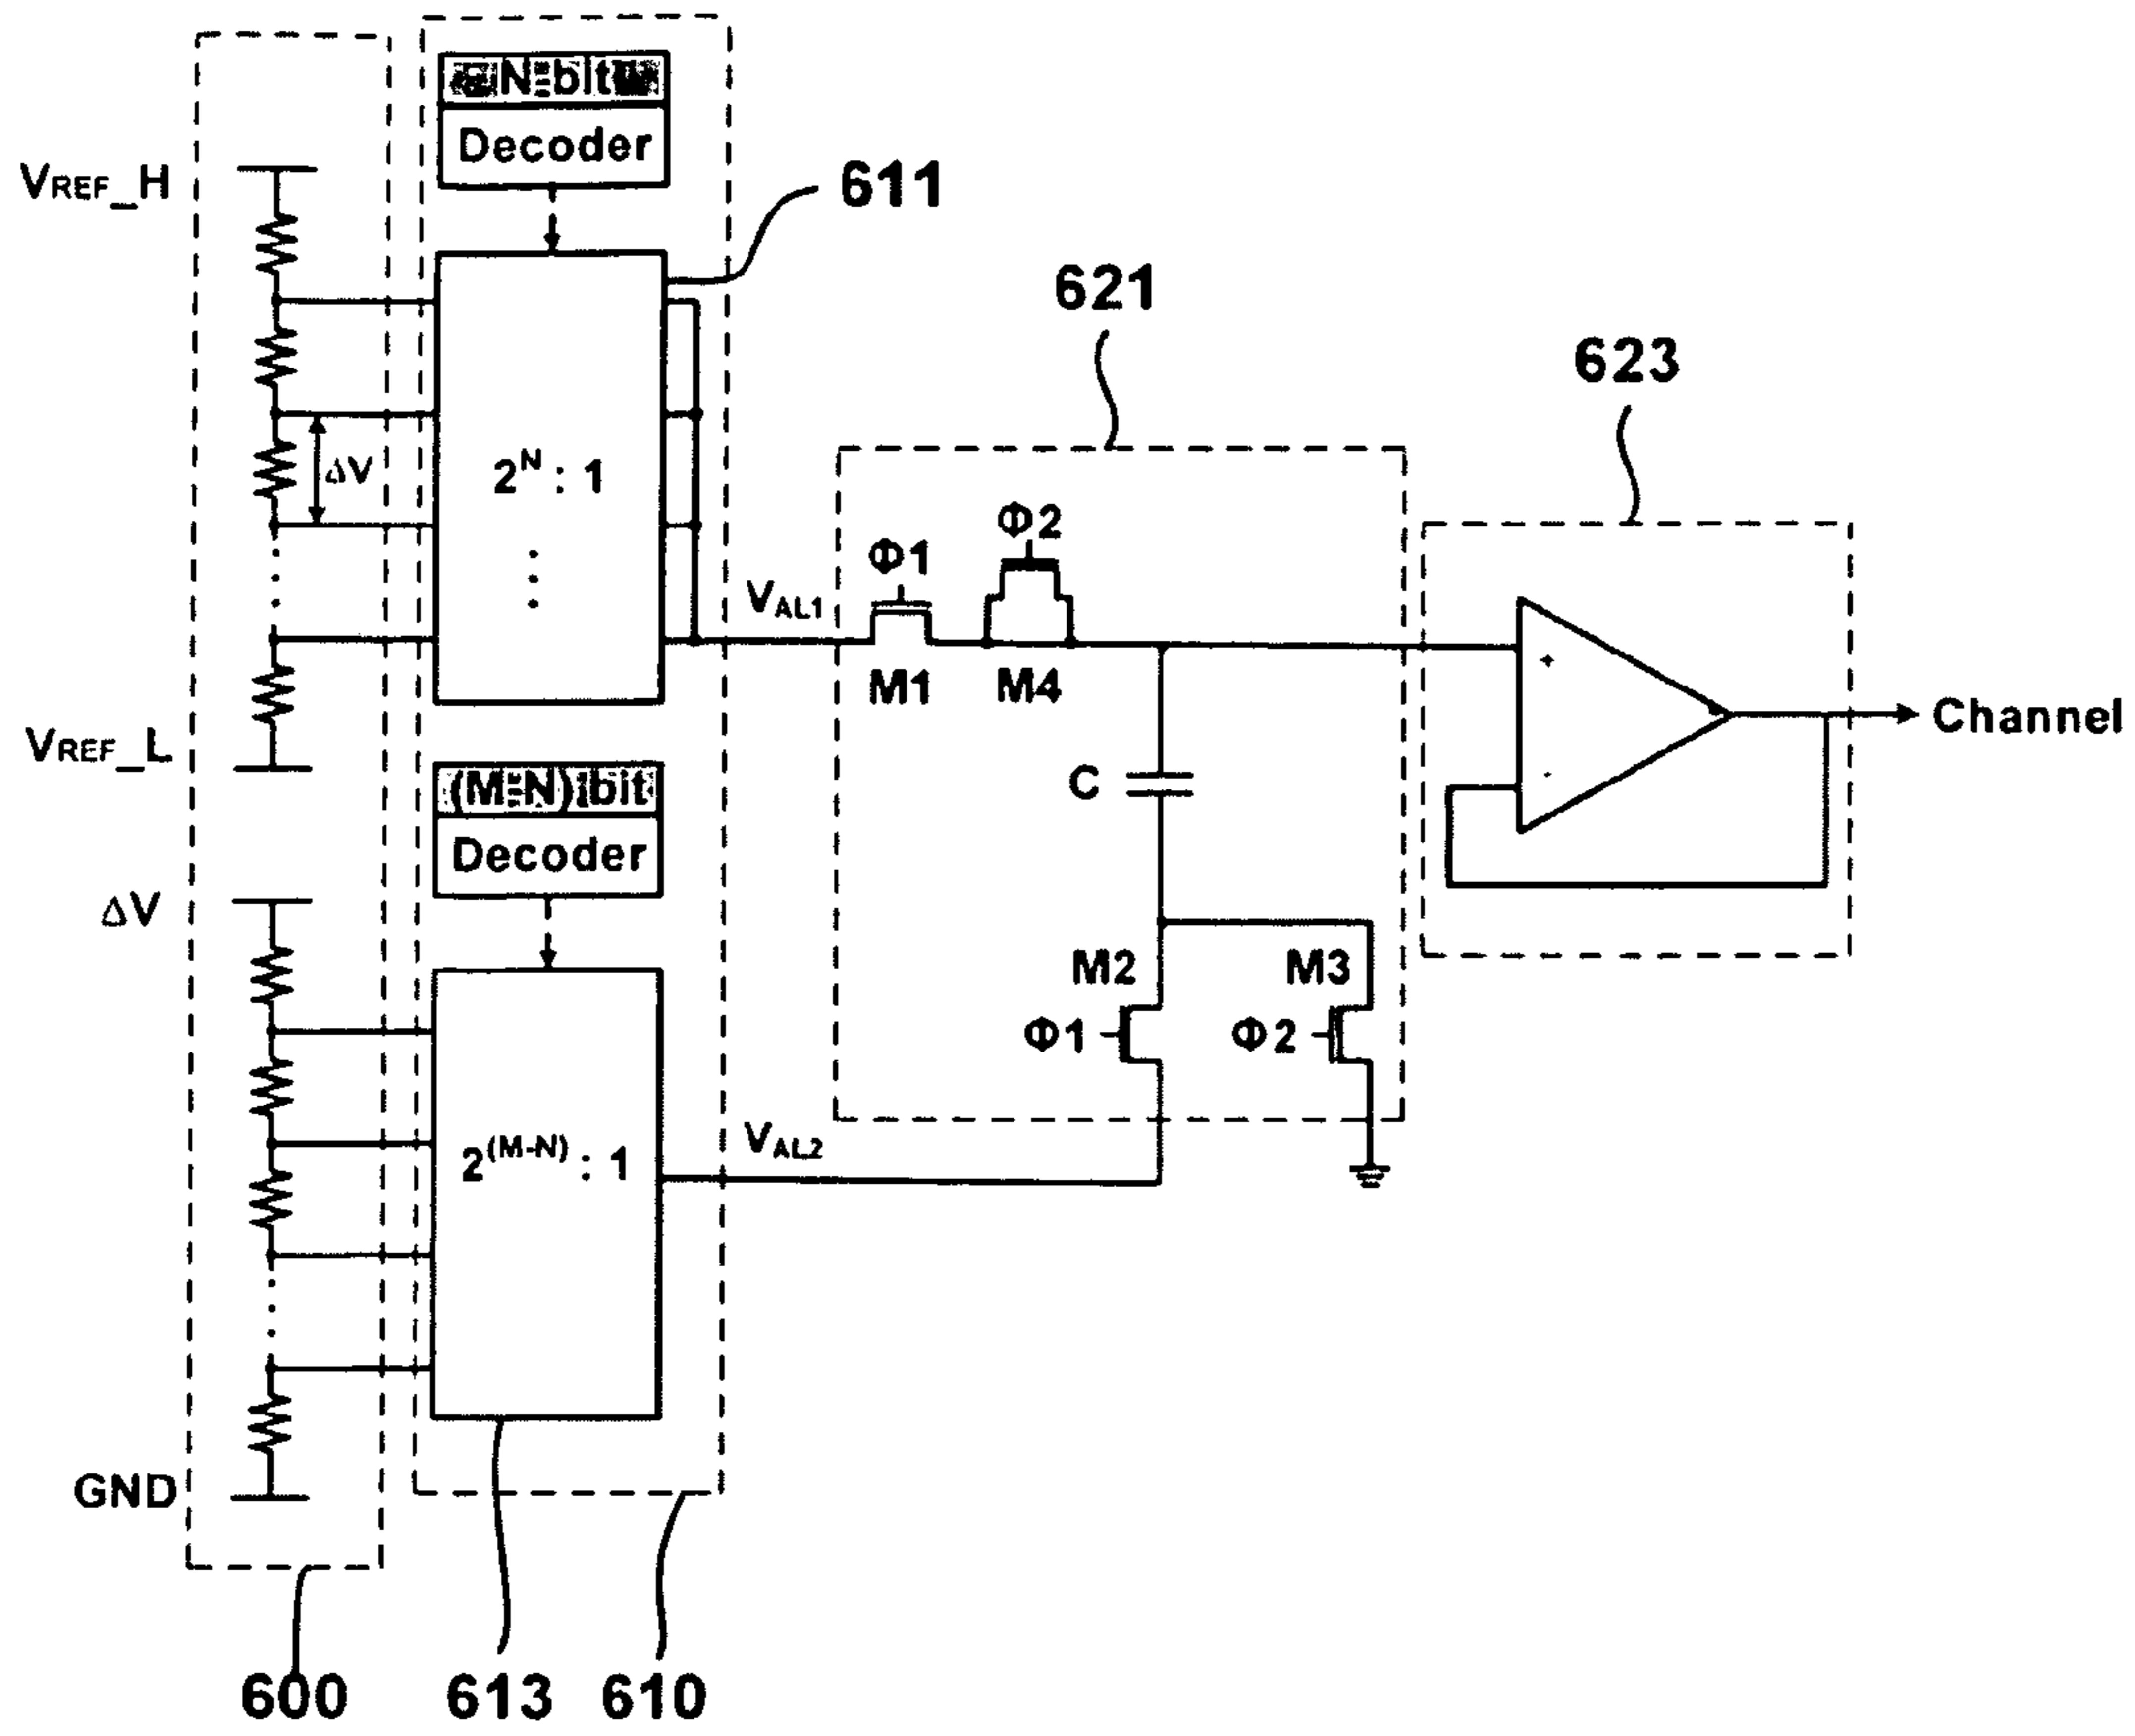 N-bit
Decoder
VREF_H
611
621
623
ΔV
2^N : 1
Φ2
Φ1
VAL1
M1
M4
+
Channel
VREF_L
-
(M-N) bit
C
Decoder
ΔV
M2
M3
Φ1
Φ2
2^(M-N) : 1
VAL2
GND
600
613
610